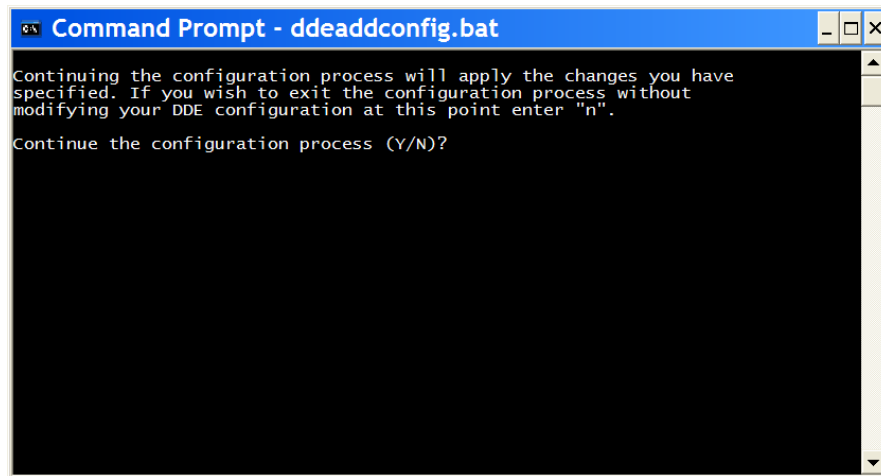 Command Prompt - ddeaddconfig.bat
Continuing the configuration process will apply the changes you have
specified. If you wish to exit the configuration process without
modifying your DDE configuration at this point enter "n".
Continue the configuration process (Y/N)?